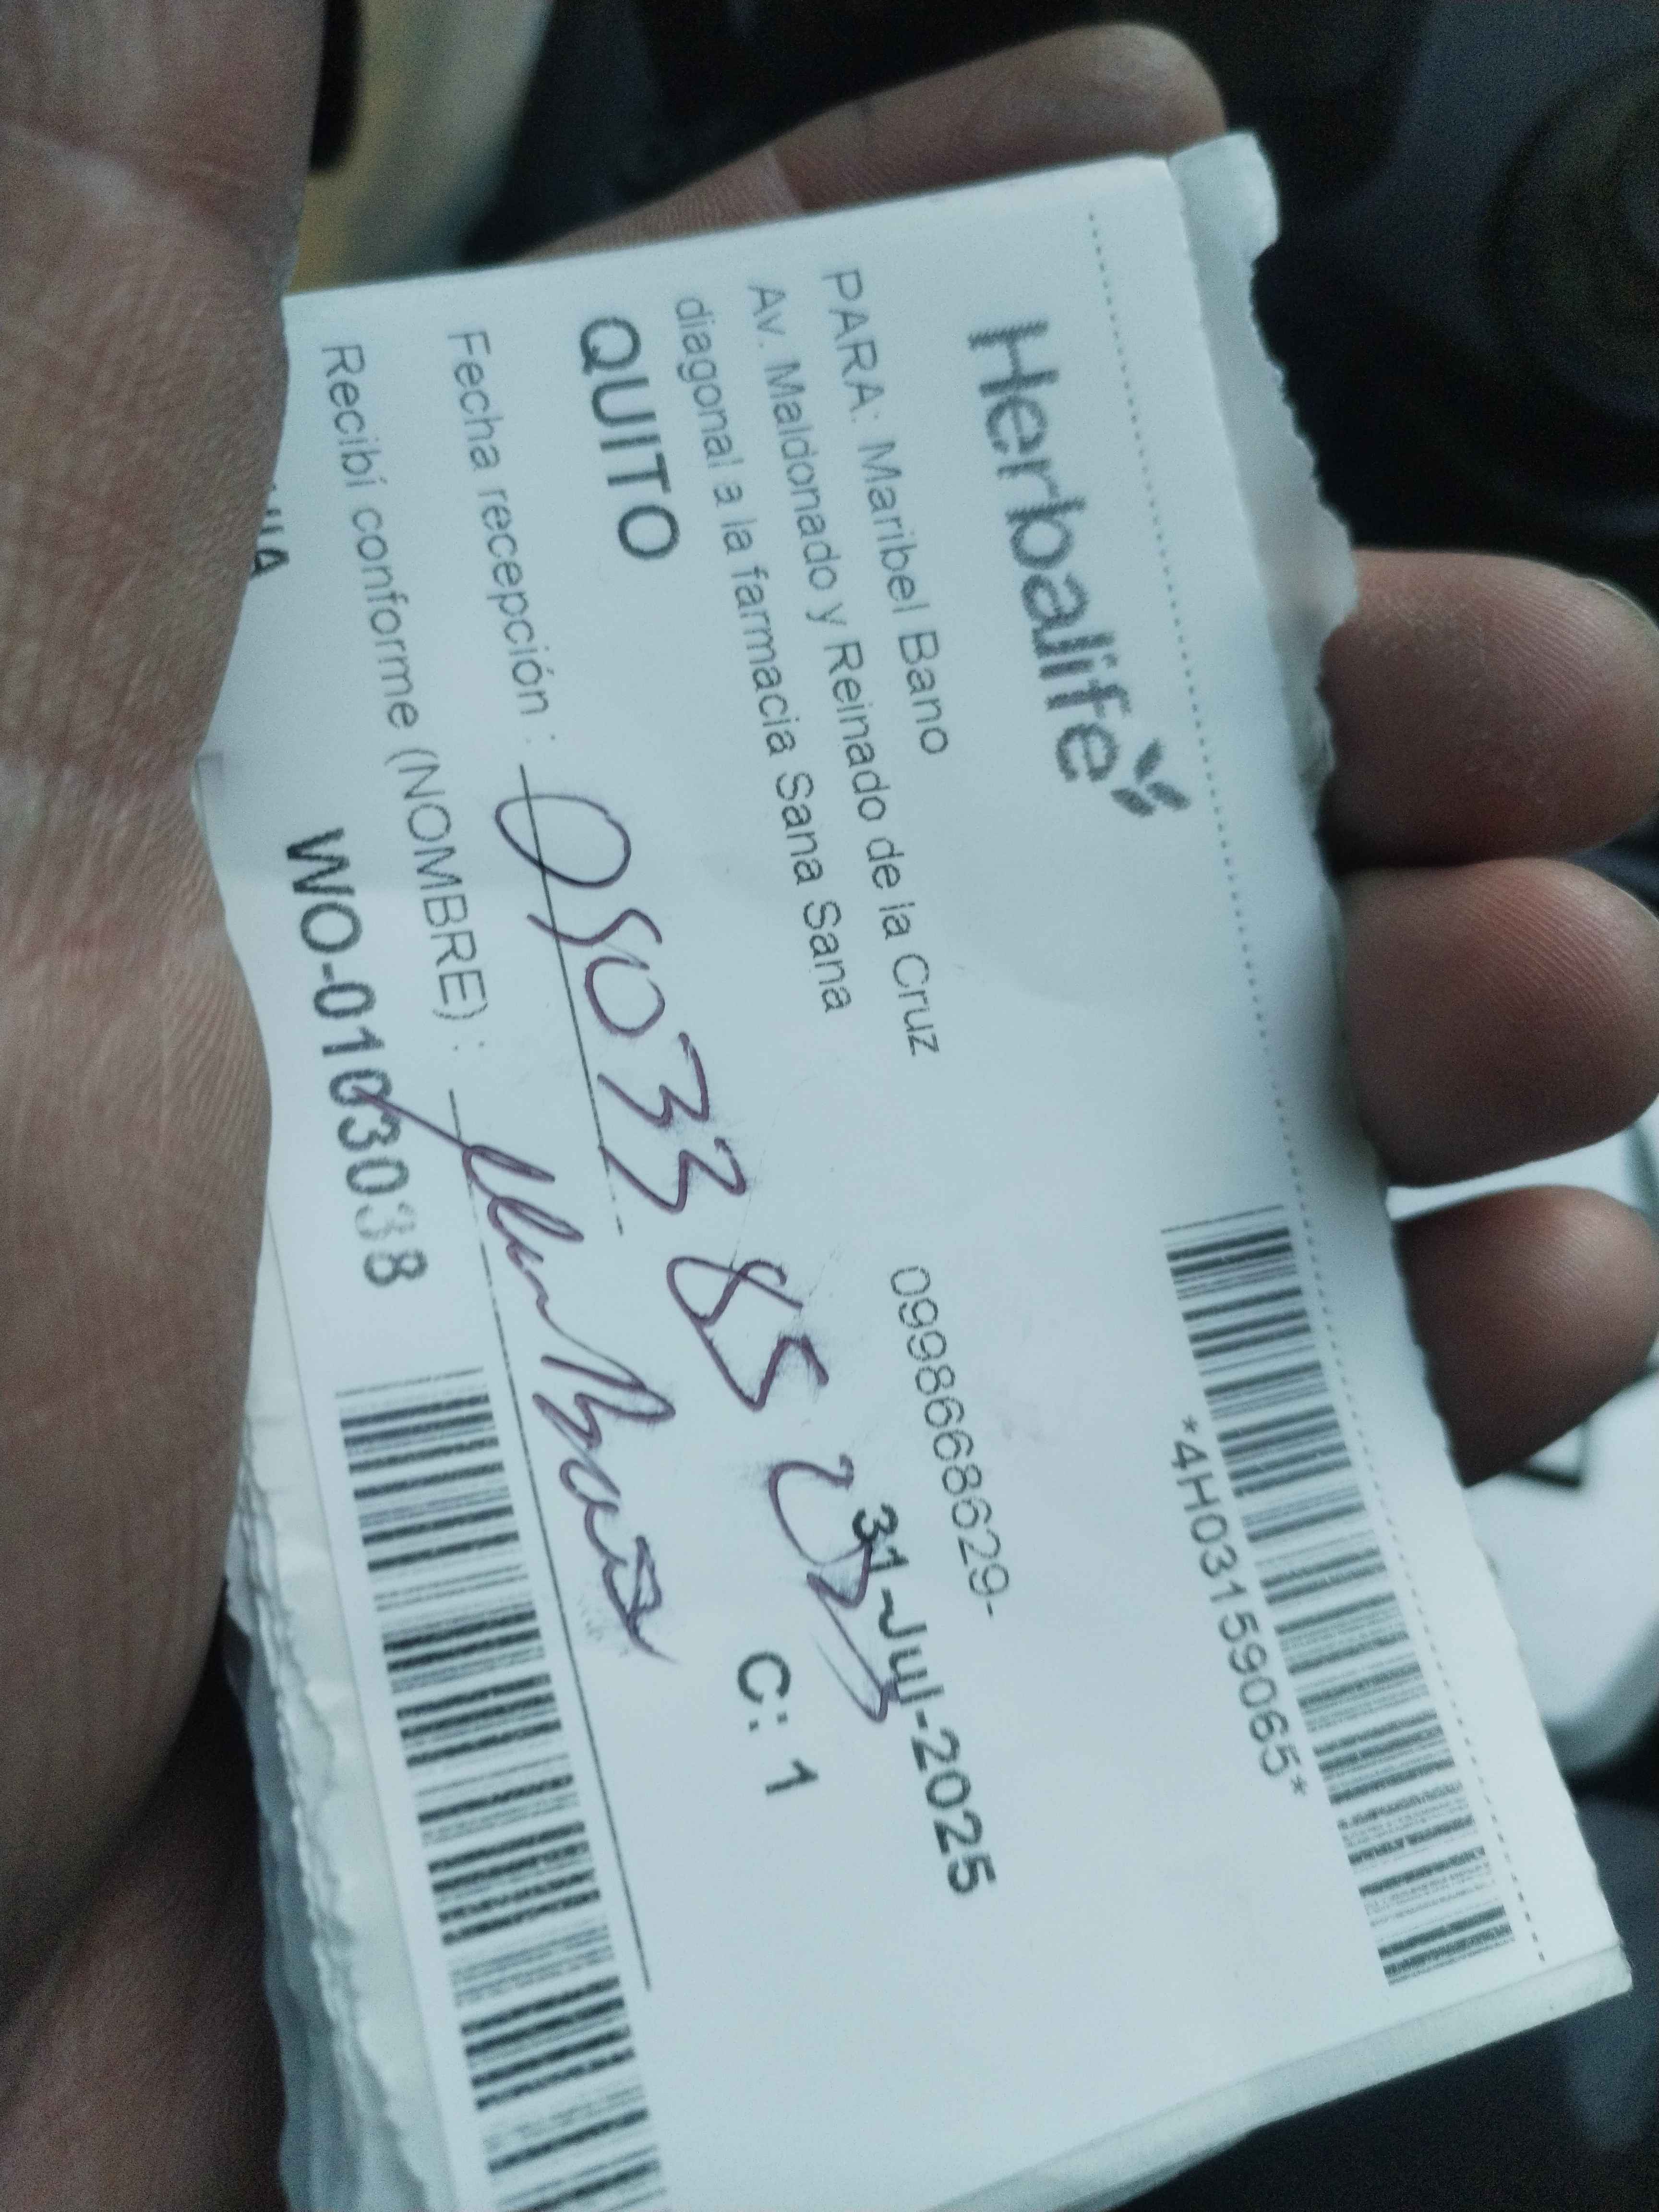 Herbalife
*4H03159065*
PARA: Maribel Bano
Av. Maldonado y Reinado de la Cruz
0998668629-
diagonal a la farmacia Sana Sana
31-Jul-2025
QUITO
C: 1
Fecha recepción :
Recibí conforme (NOMBRE) :
WO-0103038